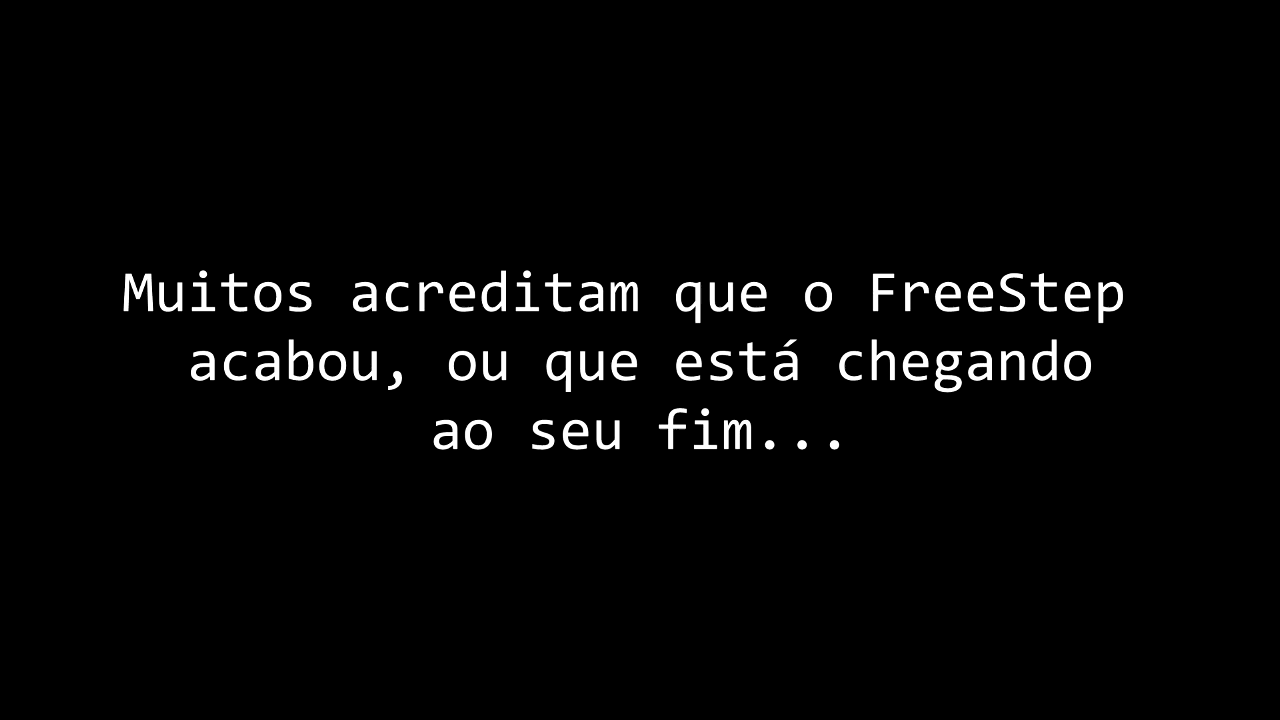 Muitos acreditam que o FreeStep
acabou, ou que está chegando
ao seu fim...